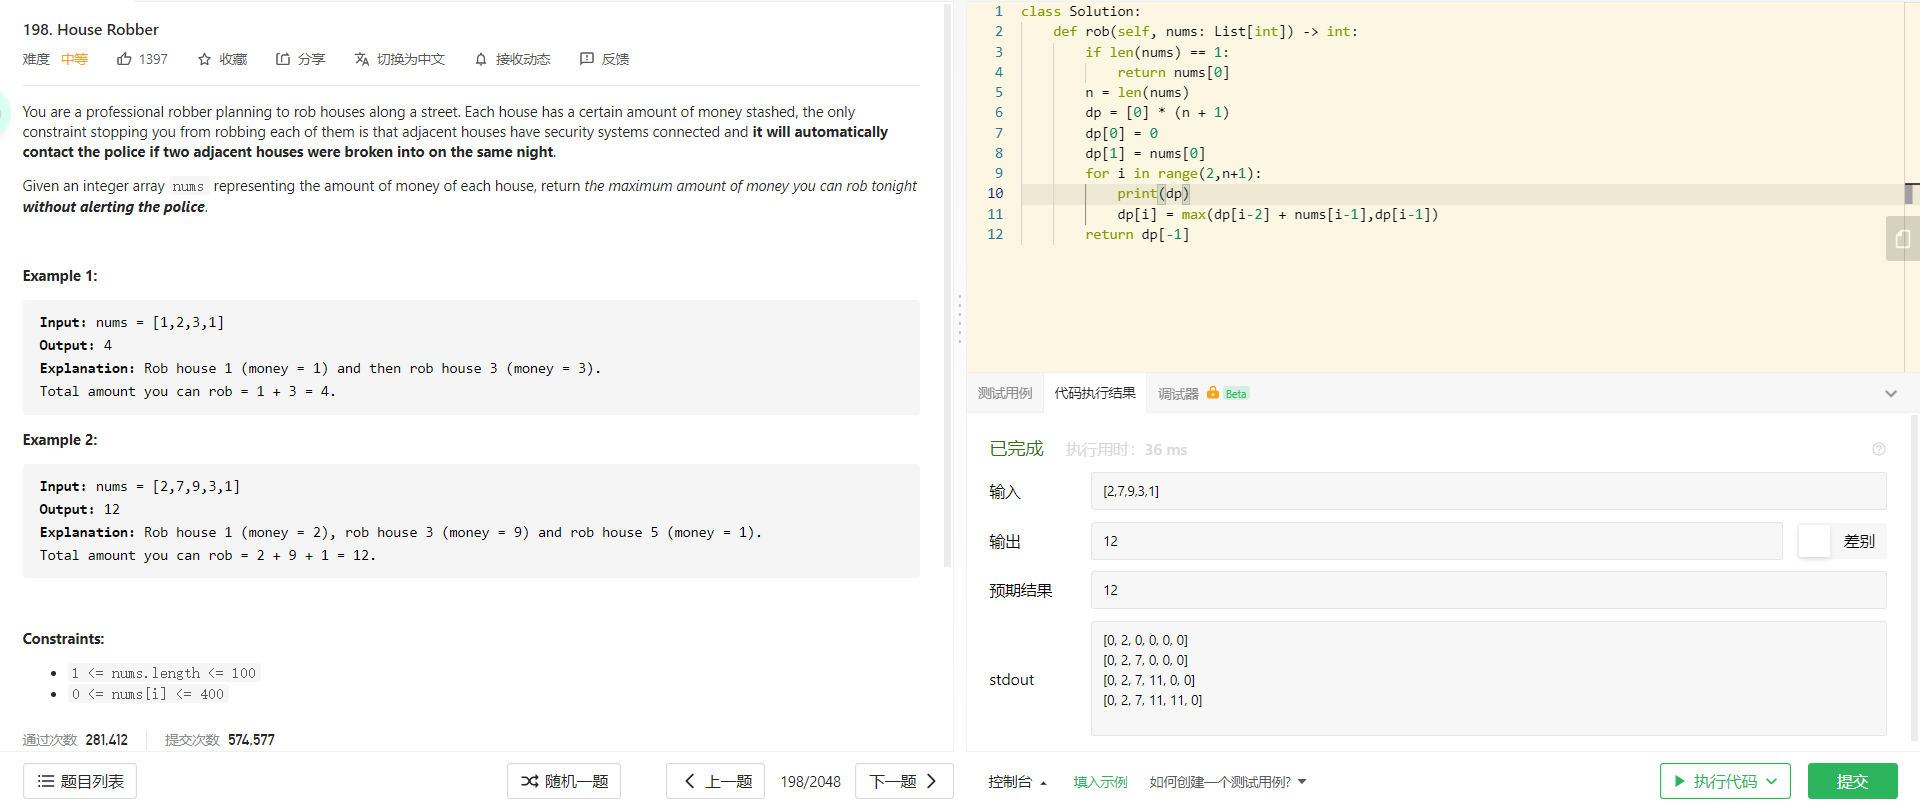 198. House Robber
难度 中等 1397 收藏 分享 切换为中文 接收动态 反馈
You are a professional robber planning to rob houses along a street. Each house has a certain amount of money stashed, the only
constraint stopping you from robbing each of them is that adjacent houses have security systems connected and it will automatically
contact the police if two adjacent houses were broken into on the same night.
Given an integer array nums representing the amount of money of each house, return the maximum amount of money you can rob tonight
without alerting the police.
Example 1:
Input: nums = [1,2,3,1]
Output: 4
Explanation: Rob house 1 (money = 1) and then rob house 3 (money = 3).
Total amount you can rob = 1 + 3 = 4.
Example 2:
Input: nums = [2,7,9,3,1]
Output: 12
Explanation: Rob house 1 (money = 2), rob house 3 (money = 9) and rob house 5 (money = 1).
Total amount you can rob = 2 + 9 + 1 = 12.
Constraints:
1 <= nums.length <= 100
0 <= nums[i] <= 400
通过次数 281,412 提交次数 574,577
题目列表 随机一题 上一题 198/2048 下一题
1 class Solution:
2 def rob(self, nums: List[int]) -> int:
3 if len(nums) == 1:
4 return nums[0]
5 n = len(nums)
6 dp = [0] * (n + 1)
7 dp[0] = 0
8 dp[1] = nums[0]
9 for i in range(2,n+1):
10 print(dp)
11 dp[i] = max(dp[i-2] + nums[i-1],dp[i-1])
12 return dp[-1]
测试用例 代码执行结果 调试器 Beta
已完成 执行用时: 36 ms
输入 [2,7,9,3,1]
输出 12 差别
预期结果 12
stdout
[0, 2, 0, 0, 0, 0]
[0, 2, 7, 0, 0, 0]
[0, 2, 7, 11, 0, 0]
[0, 2, 7, 11, 11, 0]
控制台 填入示例 如何创建一个测试用例? 执行代码 提交